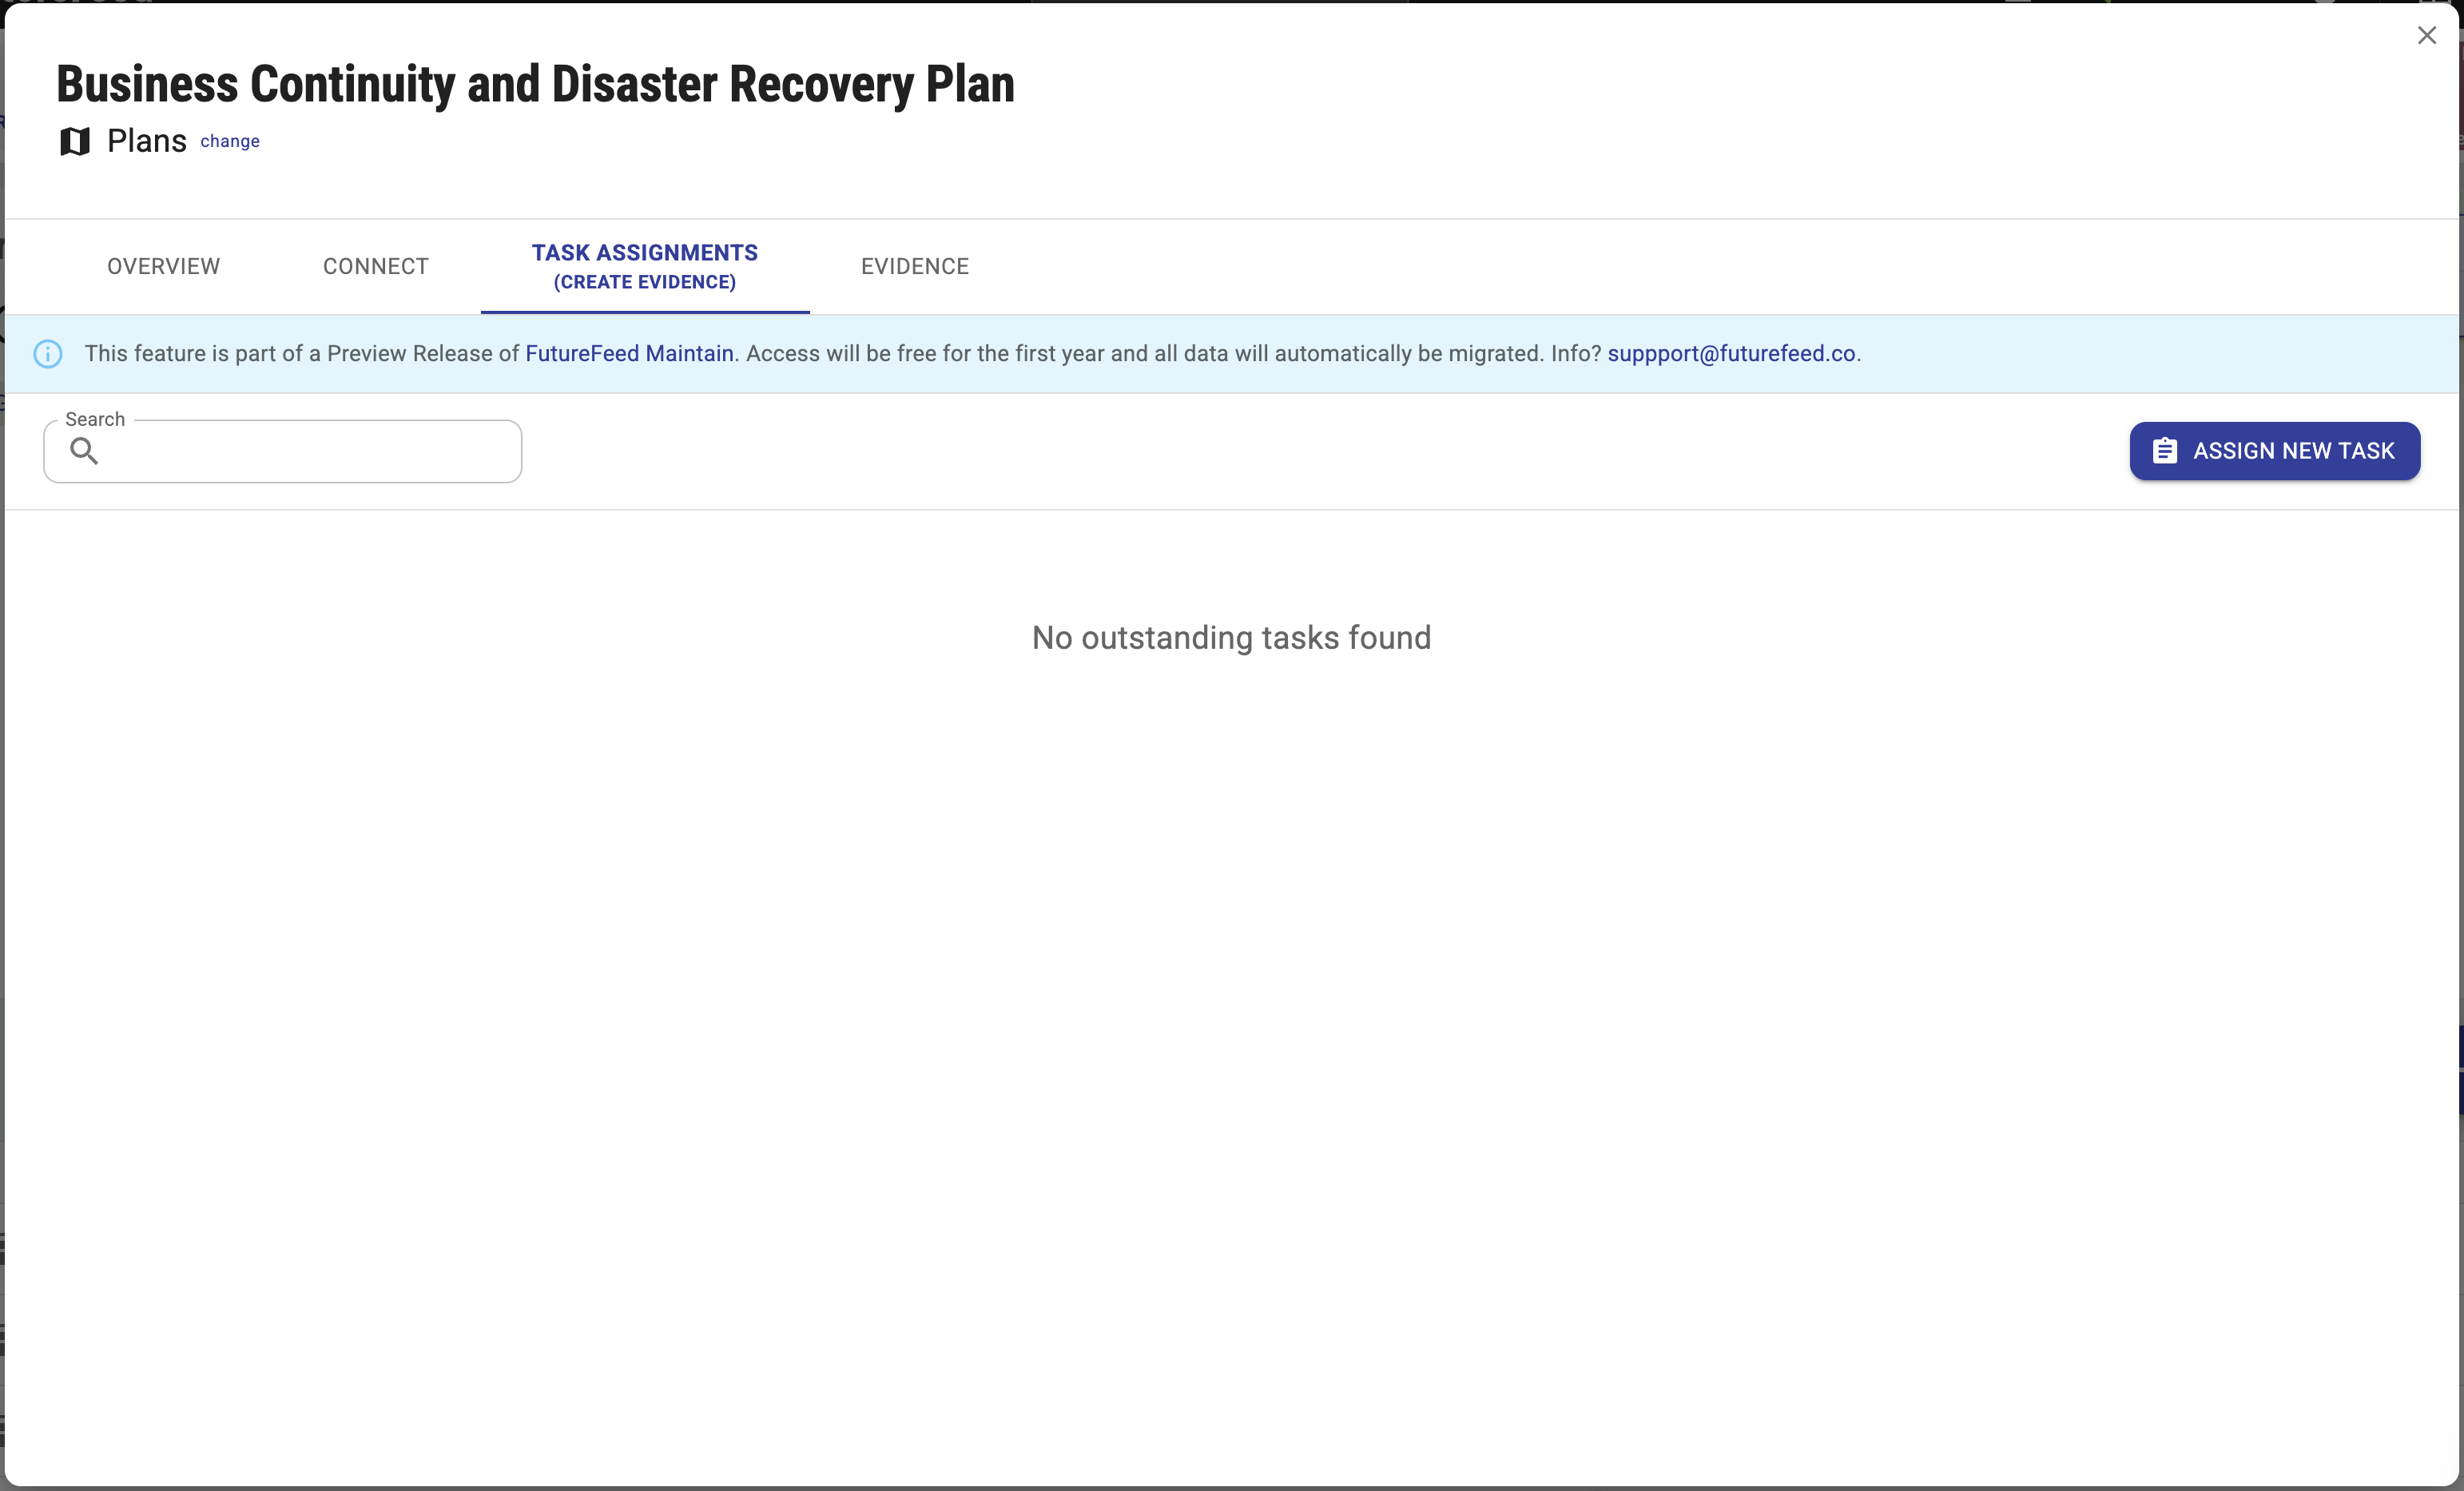 Business Continuity and Disaster Recovery Plan
Plans change
OVERVIEW
CONNECT
TASK ASSIGNMENTS
(CREATE EVIDENCE)
EVIDENCE
This feature is part of a Preview Release of FutureFeed Maintain. Access will be free for the first year and all data will automatically be migrated. Info? suppport@futurefeed.co.
Search
ASSIGN NEW TASK
No outstanding tasks found